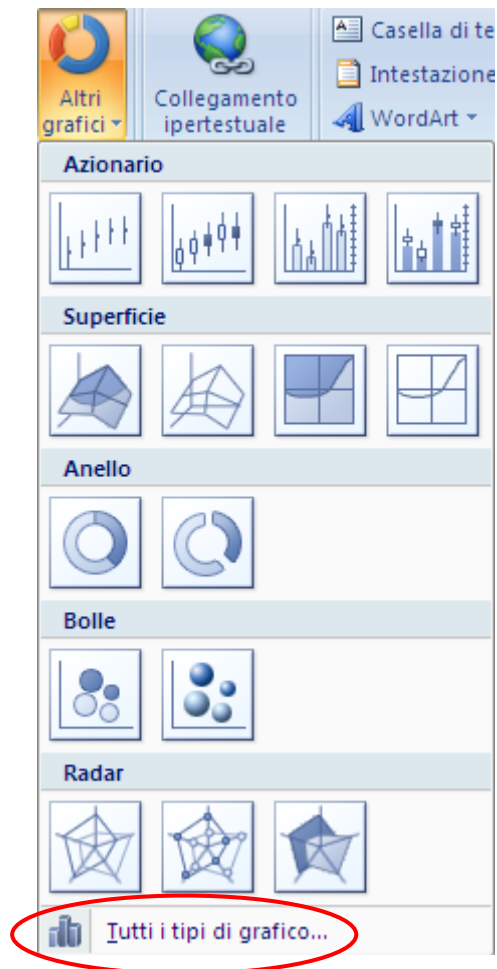 Altri
grafici
Collegamento
ipertestuale
Casella di te
Intestazione
WordArt
Azionario
Superficie
Anello
Bolle
Radar
Tutti i tipi di grafico...